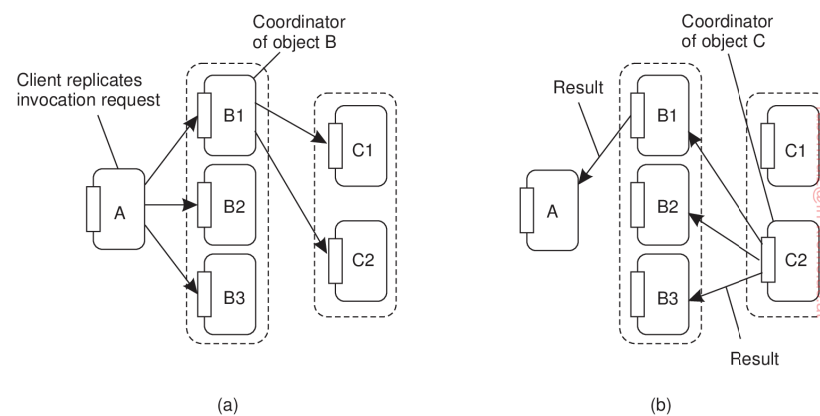 Coordinator
of object B
Client replicates
invocation request
A
B1
B2
B3
C1
C2
(a)
Coordinator
of object C
Result
A
B1
B2
B3
C1
C2
Result
(b)